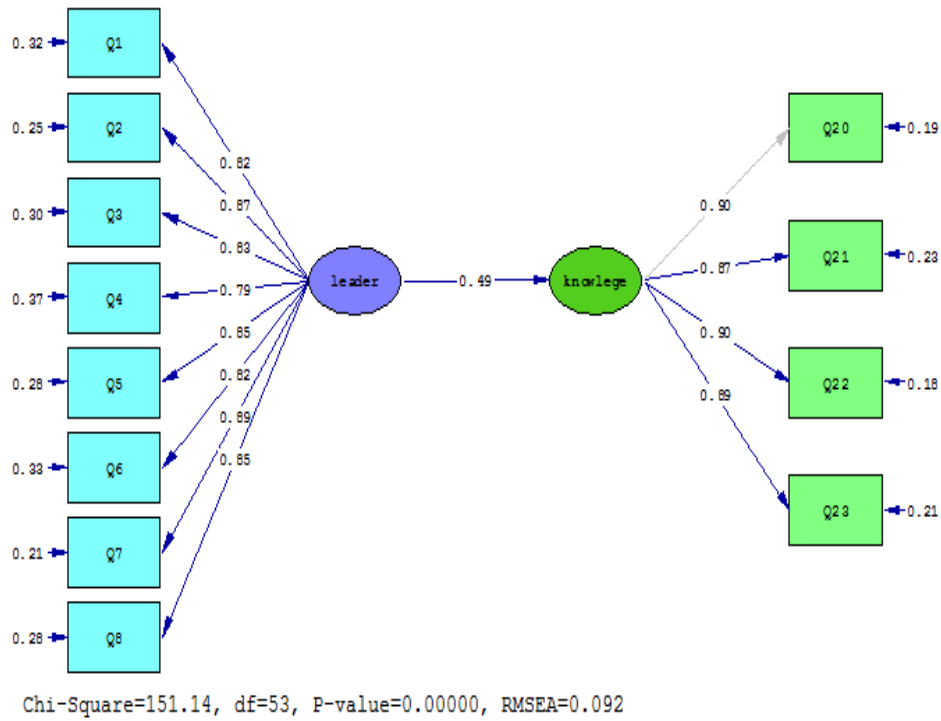 0.32 Q1
0.25 Q2
0.30 Q3
0.37 Q4
0.28 Q5
0.33 Q6
0.21 Q7
0.28 Q8
0.82
0.87
0.83
0.79
0.85
0.82
0.89
0.85
leader
0.49
knowlege
0.90
0.87
0.90
0.89
Q20 0.19
Q21 0.23
Q22 0.18
Q23 0.21
Chi-Square=151.14, df=53, P-value=0.00000, RMSEA=0.092